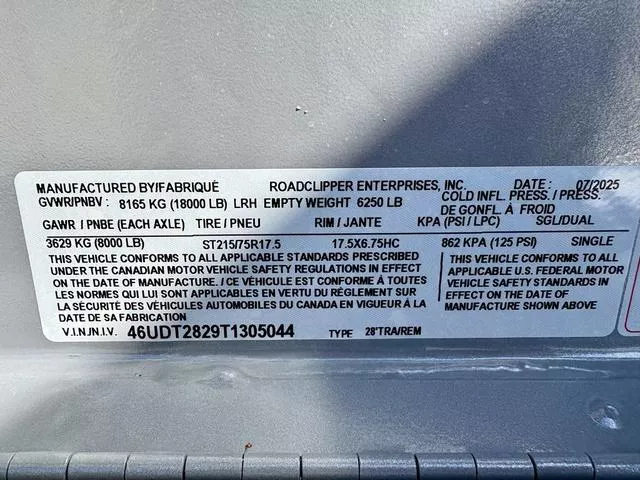 MANUFACTURED BY/FABRIQUÉ ROADCLIPPER ENTERPRISES, INC. DATE : 07/2025
GVWR/PNBV : 8165 KG (18000 LB) LRH EMPTY WEIGHT 6250 LB COLD INFL. PRESS./PRESS.
DE GONFL. À FROID
GAWR / PNBE (EACH AXLE) TIRE / PNEU RIM / JANTE KPA (PSI / LPC) SGL/DUAL
3629 KG (8000 LB) ST215/75R17.5 17.5X6.75HC 862 KPA (125 PSI) SINGLE
THIS VEHICLE CONFORMS TO ALL APPLICABLE STANDARDS PRESCRIBED
UNDER THE CANADIAN MOTOR VEHICLE SAFETY REGULATIONS IN EFFECT
ON THE DATE OF MANUFACTURE. / CE VÉHICULE EST CONFORME À TOUTES
LES NORMES QUI LUI SONT APPLICABLES EN VERTU DU RÈGLEMENT SUR
LA SÉCURITÉ DES VÉHICULES AUTOMOBILES DU CANADA EN VIGUEUR À LA
DATE DE SA FABRICATION
THIS VEHICLE CONFORMS TO ALL
APPLICABLE U.S. FEDERAL MOTOR
VEHICLE SAFETY STANDARDS IN
EFFECT ON THE DATE OF
MANUFACTURE SHOWN ABOVE
V.I.N./N.I.V. 46UDT2829T1305044 TYPE 28'TRA/REM